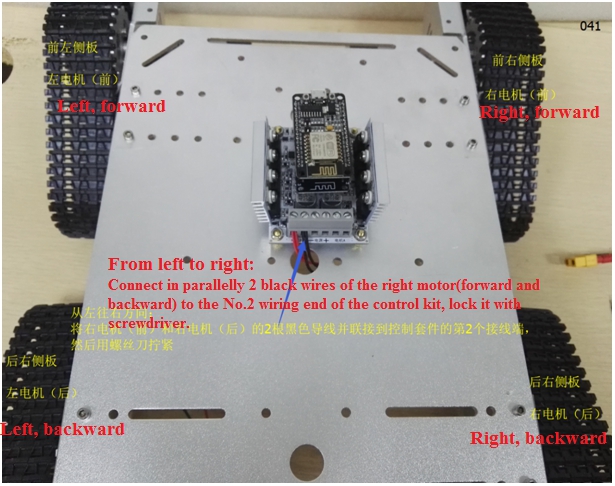 041
前左侧板
左电机（前）
Left, forward
前右侧板
右电机（前）
Right, forward
From left to right:
Connect in parallelly 2 black wires of the right motor(forward and
backward) to the No.2 wiring end of the control kit, lock it with
screwdriver.
从左往右方向：
将右电机（前）和右电机（后）的2根黑色导线并联接到控制套件的第2个接线端，
然后用螺丝刀拧紧
后右侧板
左电机（后）
Left, backward
后右侧板
右电机（后）
Right, backward